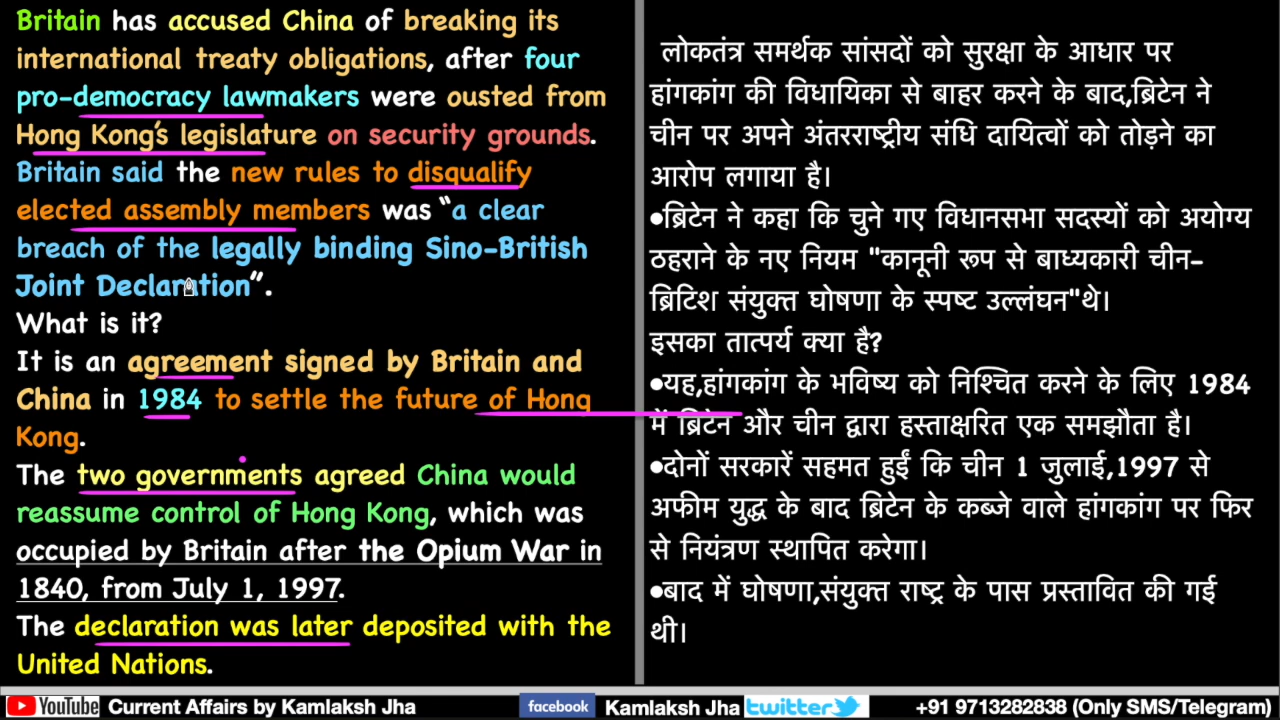 Britain has accused China of breaking its
international treaty obligations, after four
pro-democracy lawmakers were ousted from
Hong Kong's legislature on security grounds.
Britain said the new rules to disqualify
elected assembly members was “a clear
breach of the legally binding Sino-British
Joint Declaration”.
What is it?
It is an agreement signed by Britain and
China in 1984 to settle the future of Hong
Kong.
The two governments agreed China would
reassume control of Hong Kong, which was
occupied by Britain after the Opium War in
1840, from July 1, 1997.
The declaration was later deposited with the
United Nations.
लोकतंत्र समर्थक सांसदों को सुरक्षा के आधार पर
हांगकांग की विधायिका से बाहर करने के बाद,ब्रिटेन ने
चीन पर अपने अंतरराष्ट्रीय संधि दायित्वों को तोड़ने का
आरोप लगाया है।
•ब्रिटेन ने कहा कि चुने गए विधानसभा सदस्यों को अयोग्य
ठहराने के नए नियम "कानूनी रूप से बाध्यकारी चीन-
ब्रिटिश संयुक्त घोषणा के स्पष्ट उल्लंघन"थे।
इसका तात्पर्य क्या है?
•यह,हांगकांग के भविष्य को निश्चित करने के लिए 1984
में ब्रिटेन और चीन द्वारा हस्ताक्षरित एक समझौता है।
•दोनों सरकारें सहमत हुईं कि चीन 1 जुलाई,1997 से
अफीम युद्ध के बाद ब्रिटेन के कब्जे वाले हांगकांग पर फिर
से नियंत्रण स्थापित करेगा।
•बाद में घोषणा,संयुक्त राष्ट्र के पास प्रस्तावित की गई
थी।
YouTube Current Affairs by Kamlaksh Jha facebook Kamlaksh Jha twitter +91 9713282838 (Only SMS/Telegram)